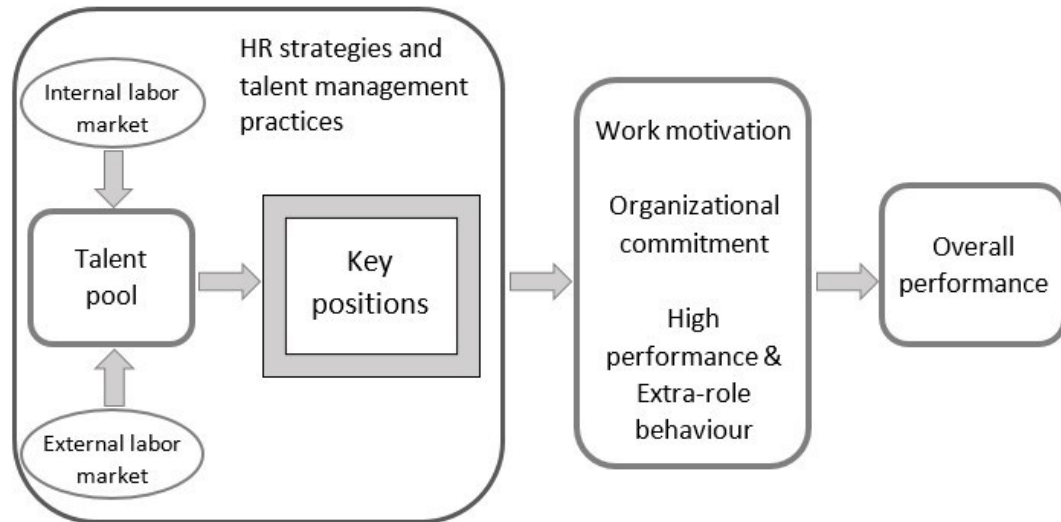 HR strategies and
talent management
practices
Internal labor
market
Talent
pool
External labor
market
Key
positions
Work motivation
Organizational
commitment
High
performance &
Extra-role
behaviour
Overall
performance